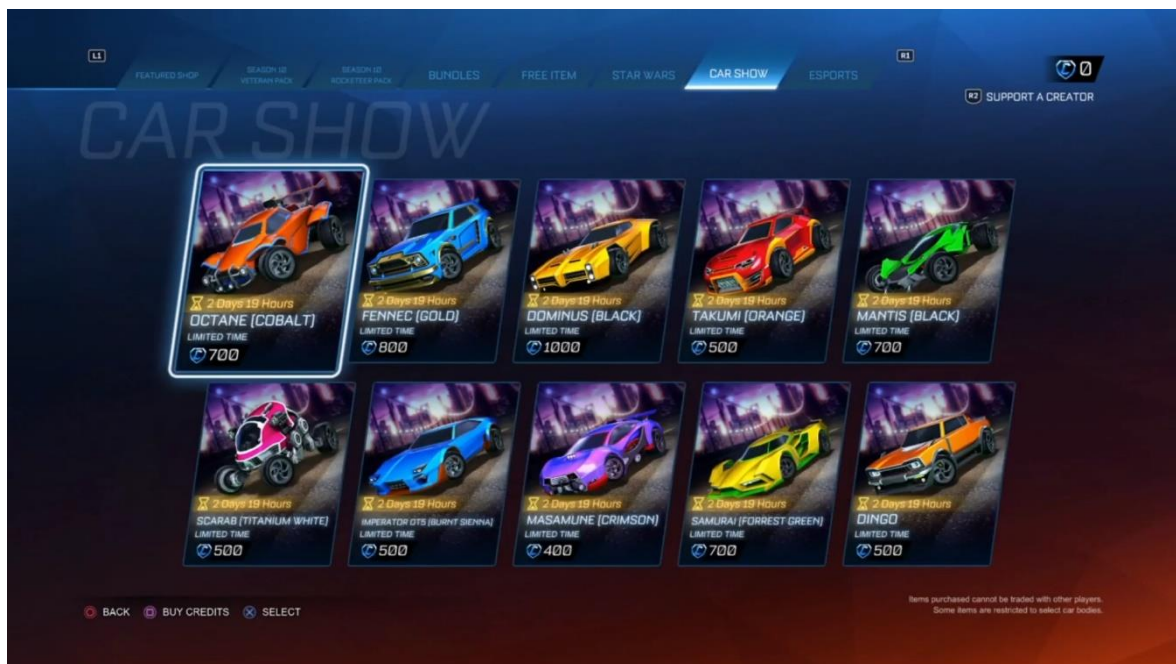 L1
FEATURED SHOP
SEASON 12
VETERAN PACK
SEASON 12
ROCKETEER PACK
BUNDLES
FREE ITEM
STAR WARS
CAR SHOW
ESPORTS
R1
0
R2 SUPPORT A CREATOR
CAR SHOW
2 Days 19 Hours
OCTANE (COBALT)
LIMITED TIME
700
2 Days 19 Hours
FENNEC (GOLD)
LIMITED TIME
800
2 Days 19 Hours
DOMINUS (BLACK)
LIMITED TIME
1000
2 Days 19 Hours
TAKUMI (ORANGE)
LIMITED TIME
500
2 Days 19 Hours
MANTIS (BLACK)
LIMITED TIME
700
2 Days 19 Hours
SCARAB (TITANIUM WHITE)
LIMITED TIME
500
2 Days 19 Hours
IMPERATOR DT5 (BURNT SIENNA)
LIMITED TIME
500
2 Days 19 Hours
MASAMUNE (CRIMSON)
LIMITED TIME
400
2 Days 19 Hours
SAMURAI (FORREST GREEN)
LIMITED TIME
700
2 Days 19 Hours
DINGO
LIMITED TIME
500
BACK
BUY CREDITS
SELECT
Items purchased cannot be traded with other players.
Some items are restricted to select car bodies.